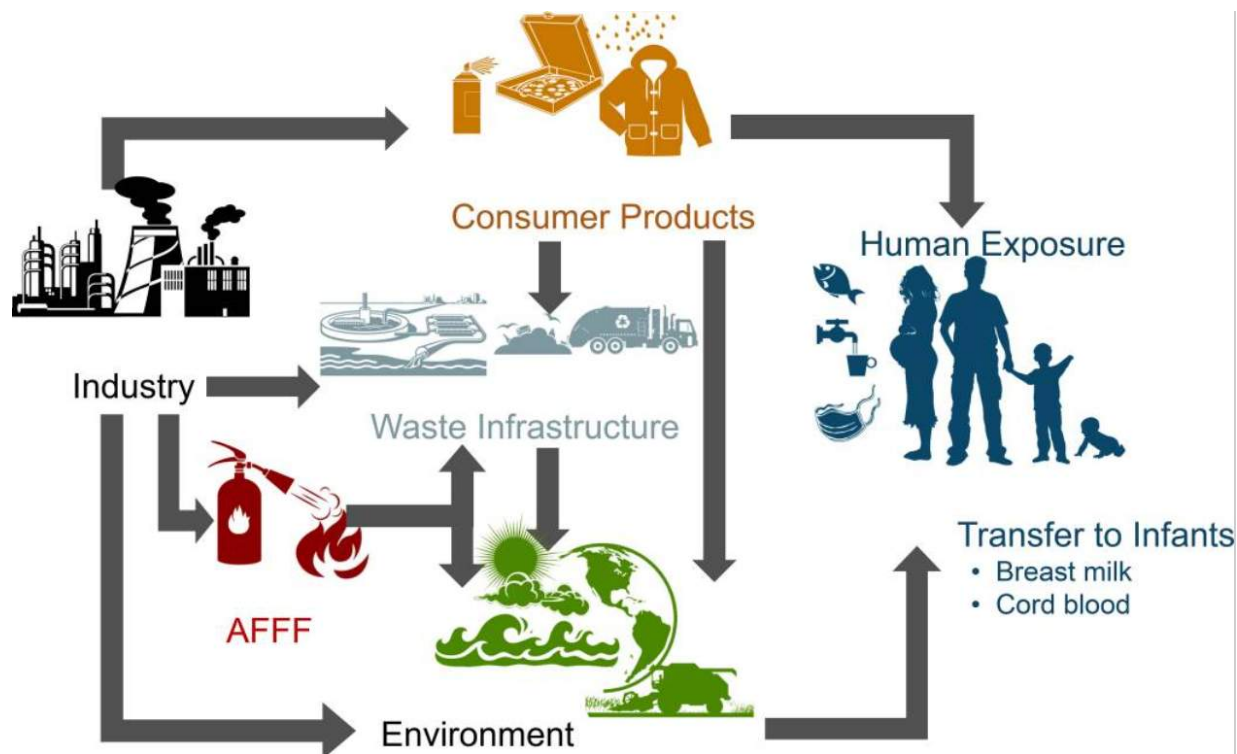 Consumer Products
Human Exposure
Industry
Waste Infrastructure
Transfer to Infants
• Breast milk
• Cord blood
AFFF
Environment